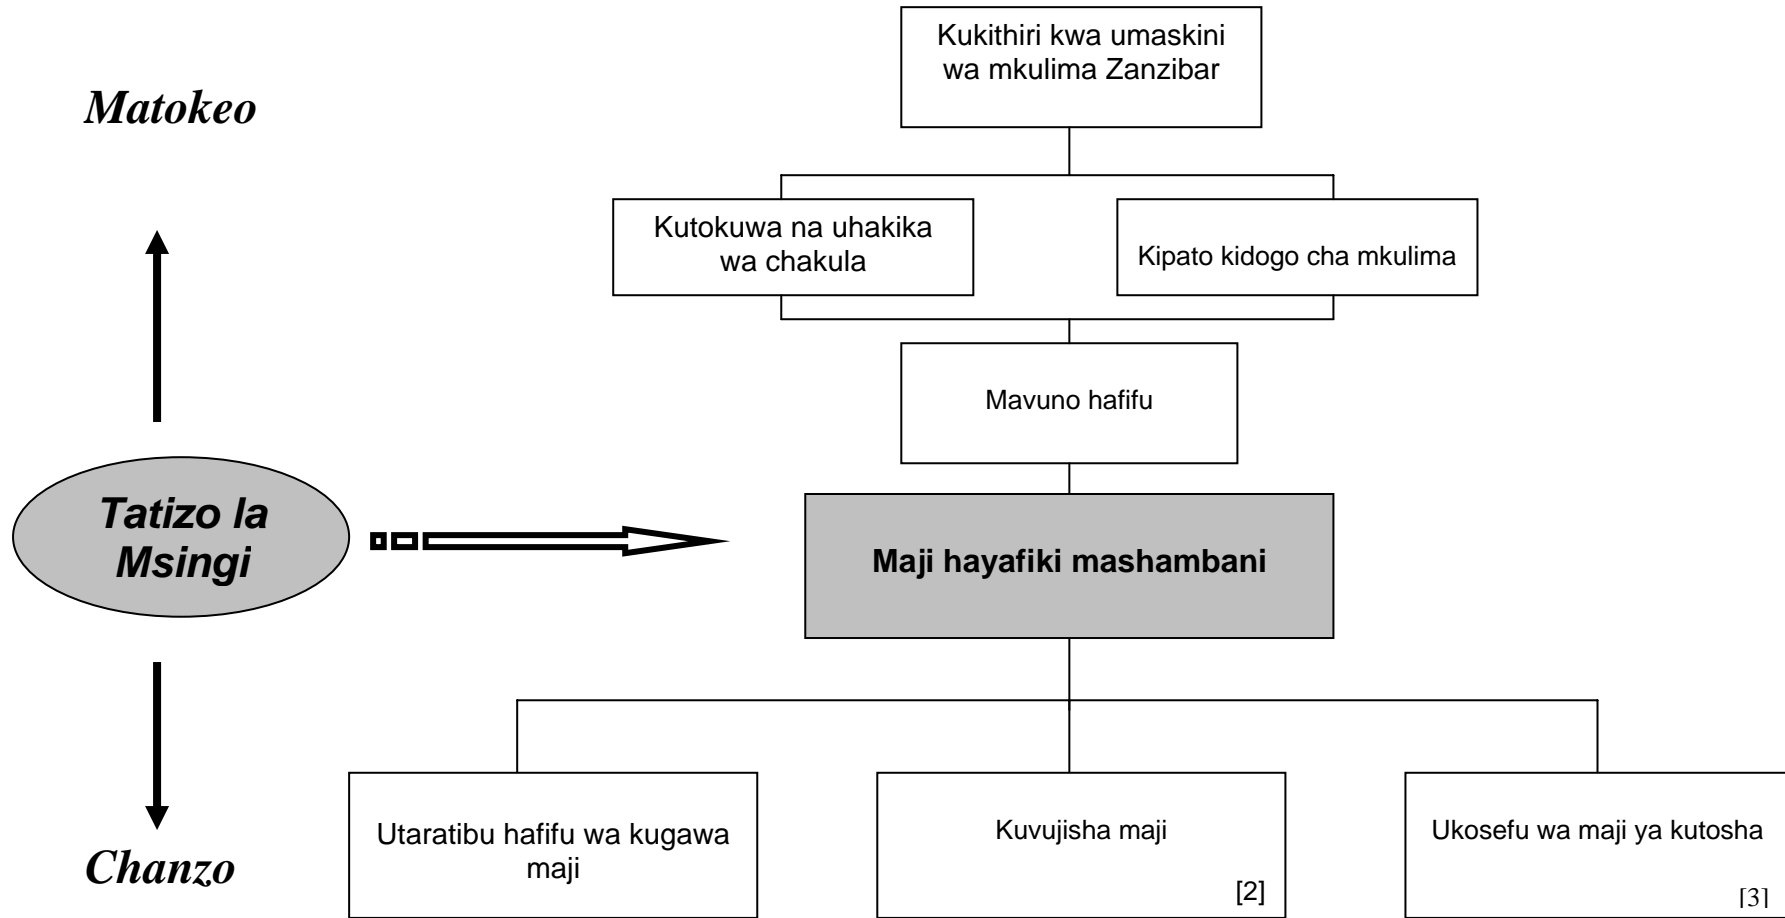 Kukithiri kwa umaskini
wa mkulima Zanzibar
Matokeo
Kutokuwa na uhakika
wa chakula
Kipato kidogo cha mkulima
Mavuno hafifu
Tatizo la
Msingi
Maji hayafiki mashambani
Utaratibu hafifu wa kugawa
maji
Kuvujisha maji
[2]
Ukosefu wa maji ya kutosha
[3]
Chanzo